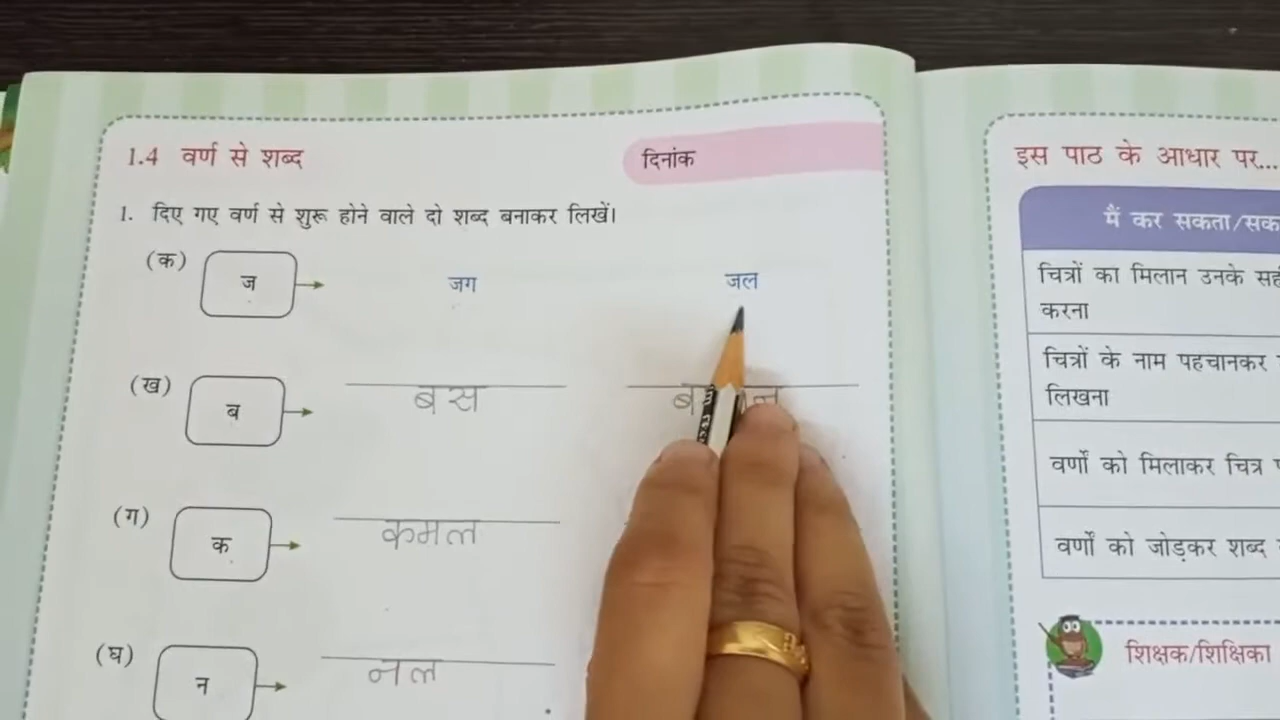 1.4 वर्ण से शब्द
दिनांक
1. दिए गए वर्ण से शुरू होने वाले दो शब्द बनाकर लिखें।
(क) ज जग जल
(ख) ब बस
(ग) क कमल
(घ) न नल
इस पाठ के आधार पर...
मैं कर सकता/सक
चित्रों का मिलान उनके सही
करना
चित्रों के नाम पहचानकर
लिखना
वर्णों को मिलाकर चित्र
वर्णों को जोड़कर शब्द
शिक्षक/शिक्षिका